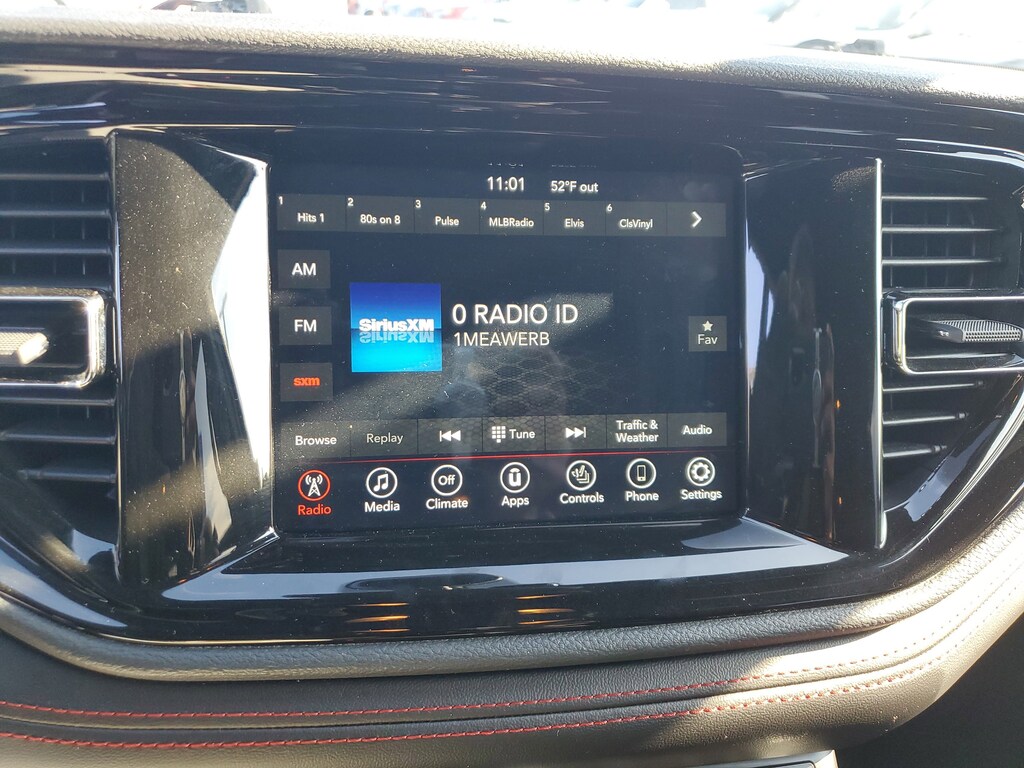 11:01 52°F out
1 Hits 1 2 80s on 8 3 Pulse 4 MLBRadio 5 Elvis 6 ClsVinyl
AM
FM
sxm
SiriusXM
0 RADIO ID
1MEAWERB
Fav
Browse Replay Tune Traffic & Weather Audio
Radio Media Off Climate Apps Controls Phone Settings